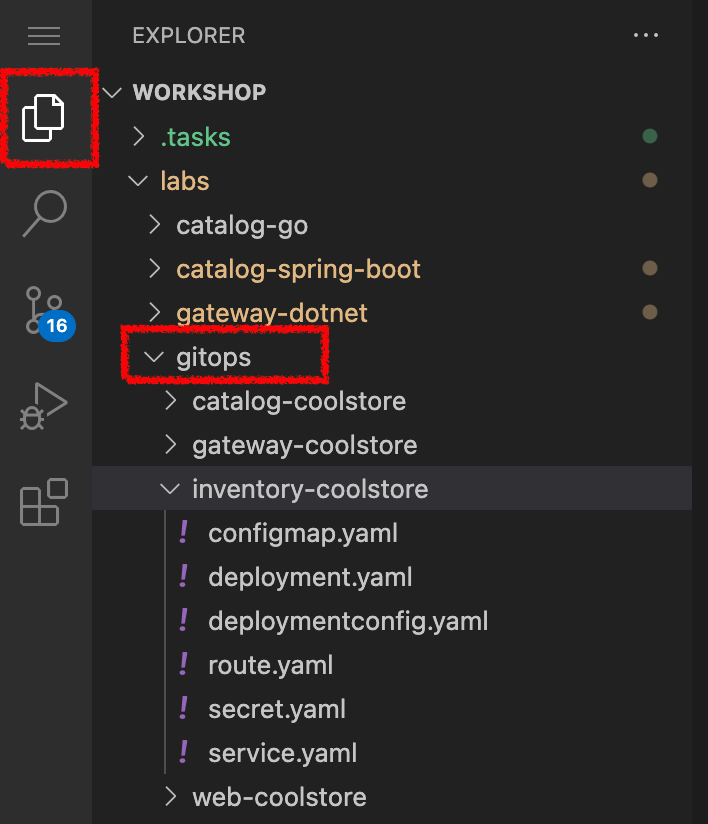 EXPLORER
WORKSHOP
.tasks
labs
catalog-go
catalog-spring-boot
16
gateway-dotnet
gitops
catalog-coolstore
gateway-coolstore
inventory-coolstore
! configmap.yaml
! deployment.yaml
! deploymentconfig.yaml
! route.yaml
! secret.yaml
! service.yaml
web-coolstore